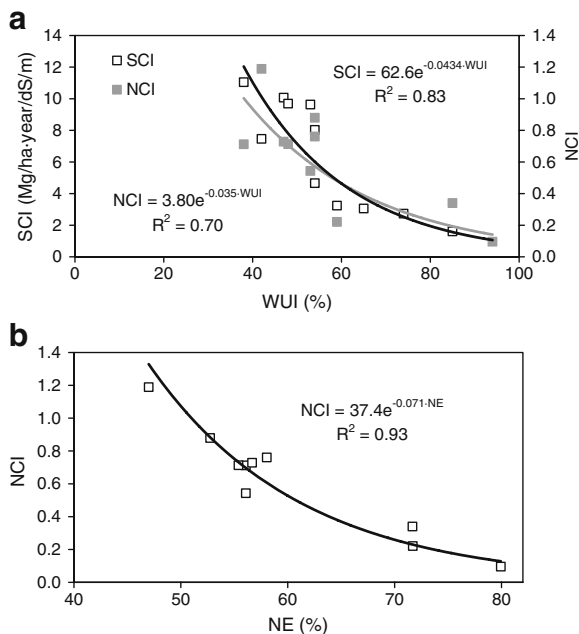 a
14
12
10
8
6
4
2
0
SCI (Mg/ha·year/dS/m)
SCI
NCI
SCI = 62.6e^-0.0434·WUI
R² = 0.83
NCI = 3.80e^-0.035·WUI
R² = 0.70
1.4
1.2
1.0
0.8
0.6
0.4
0.2
0.0
NCI
0 20 40 60 80 100
WUI (%)
b
1.4
1.2
1.0
0.8
0.6
0.4
0.2
0.0
NCI
NCI = 37.4e^-0.071·NE
R² = 0.93
40 50 60 70 80
NE (%)